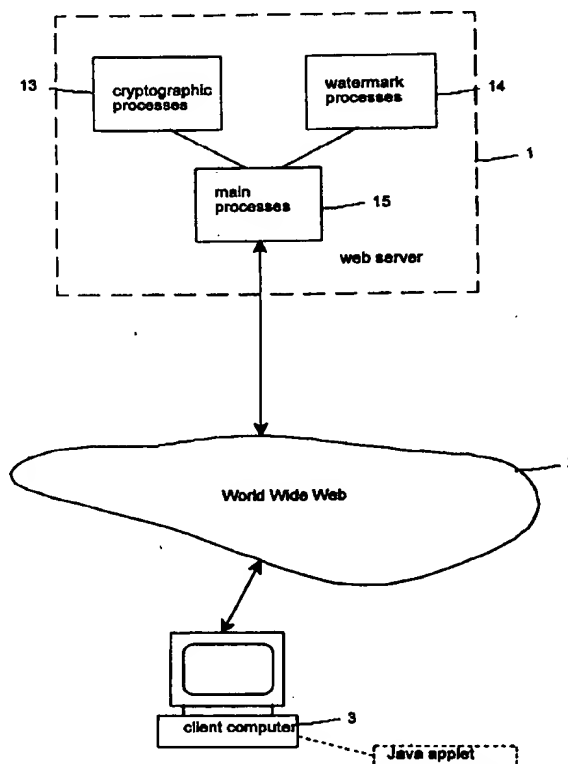 13
cryptographic
processes
watermark
processes
14
1
main
processes
15
web server
World Wide Web
client computer
3
Java applet